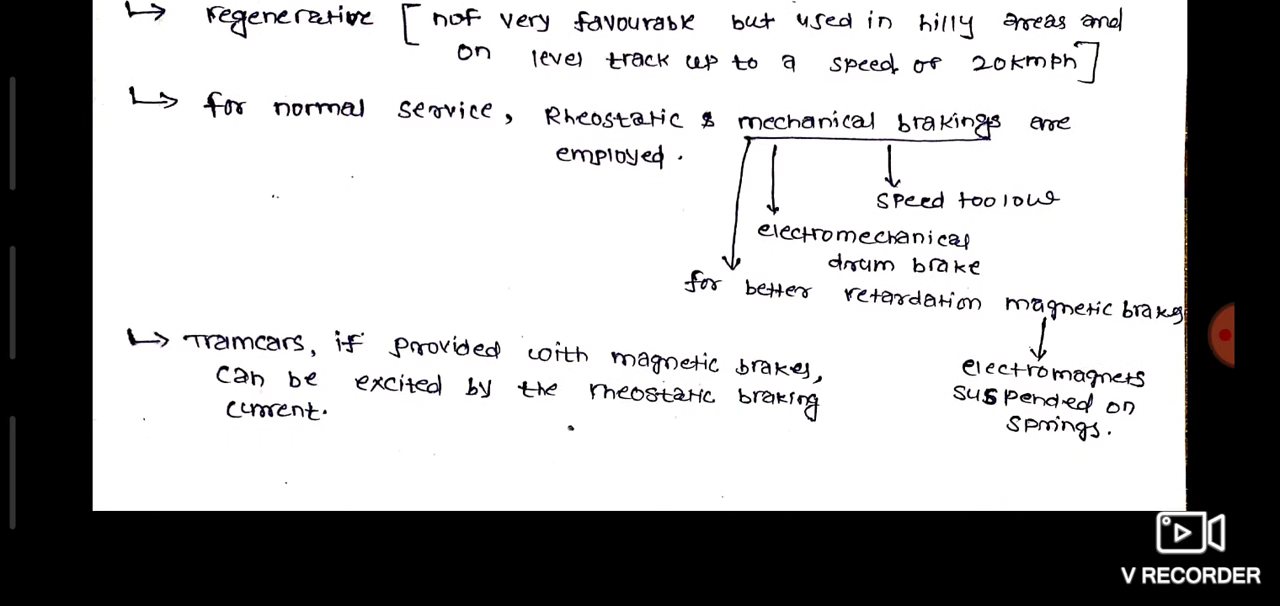 ↳ regenerative [ not very favourable but used in hilly areas and
on level track up to a speed of 20kmph ]
↳ for normal service, Rheostatic & mechanical brakings are
employed.
speed too low
electromechanical
drum brake
for better retardation magnetic brakes
↳ Tramcars, if provided with magnetic brakes,
can be excited by the rheostatic braking
current.
electromagnets
suspended on
springs.
V RECORDER